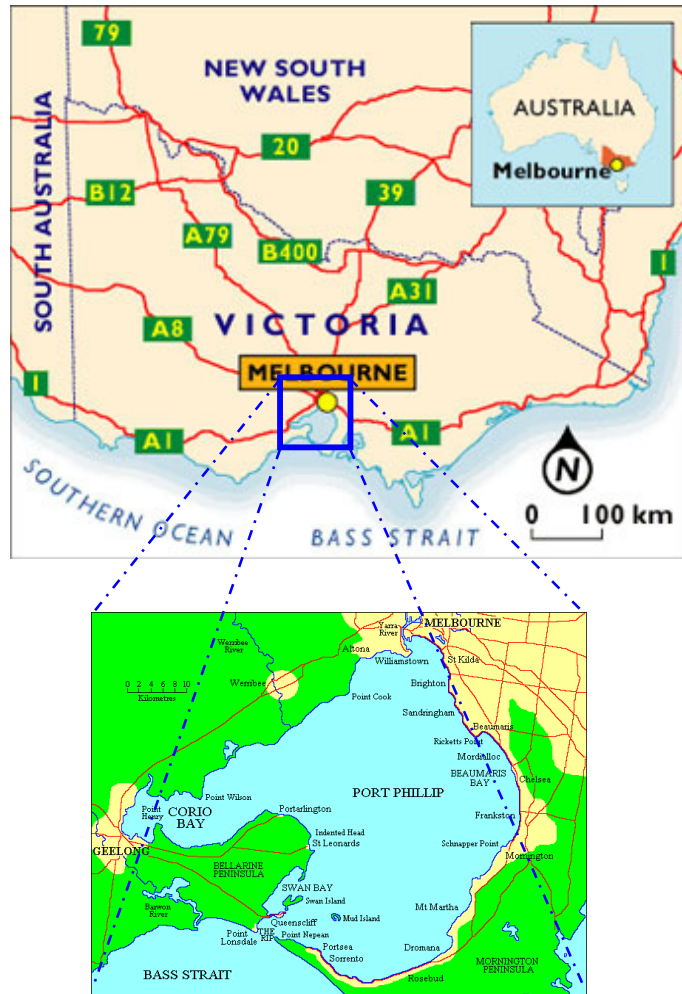 79
NEW SOUTH
WALES
AUSTRALIA
Melbourne
SOUTH AUSTRALIA
20
B12
39
A79
B400
1
A31
A8
VICTORIA
MELBOURNE
1
A1
A1
N
SOUTHERN OCEAN
BASS STRAIT
0 100 km
Yarra
River
MELBOURNE
Werribee
River
Altona
Williamstown
St Kilda
Werribee
Brighton
0 2 4 6 8 10
Kilometres
Point Cook
Sandringham
Beaumaris
Ricketts Point
Mordialloc
BEAUMARIS
BAY
Chelsea
PORT PHILLIP
Point Wilson
Point
Henry
CORIO
BAY
Portarlington
Frankston
Indented Head
St Leonards
Schnapper Point
GEELONG
Mornington
BELLARINE
PENINSULA
SWAN BAY
Swan Island
Barwon
River
Mud Island
Mt Martha
Queenscliff
Point
Lonsdale
THE
RIP
Point Nepean
Portsea
Sorrento
Dromana
MORNINGTON
PENINSULA
BASS STRAIT
Rosebud